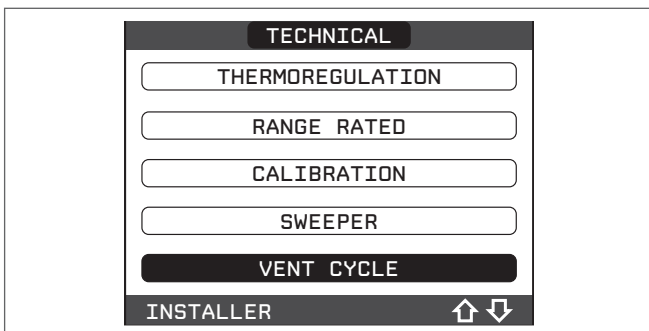 TECHNICAL
THERMOREGULATION
RANGE RATED
CALIBRATION
SWEEPER
VENT CYCLE
INSTALLER